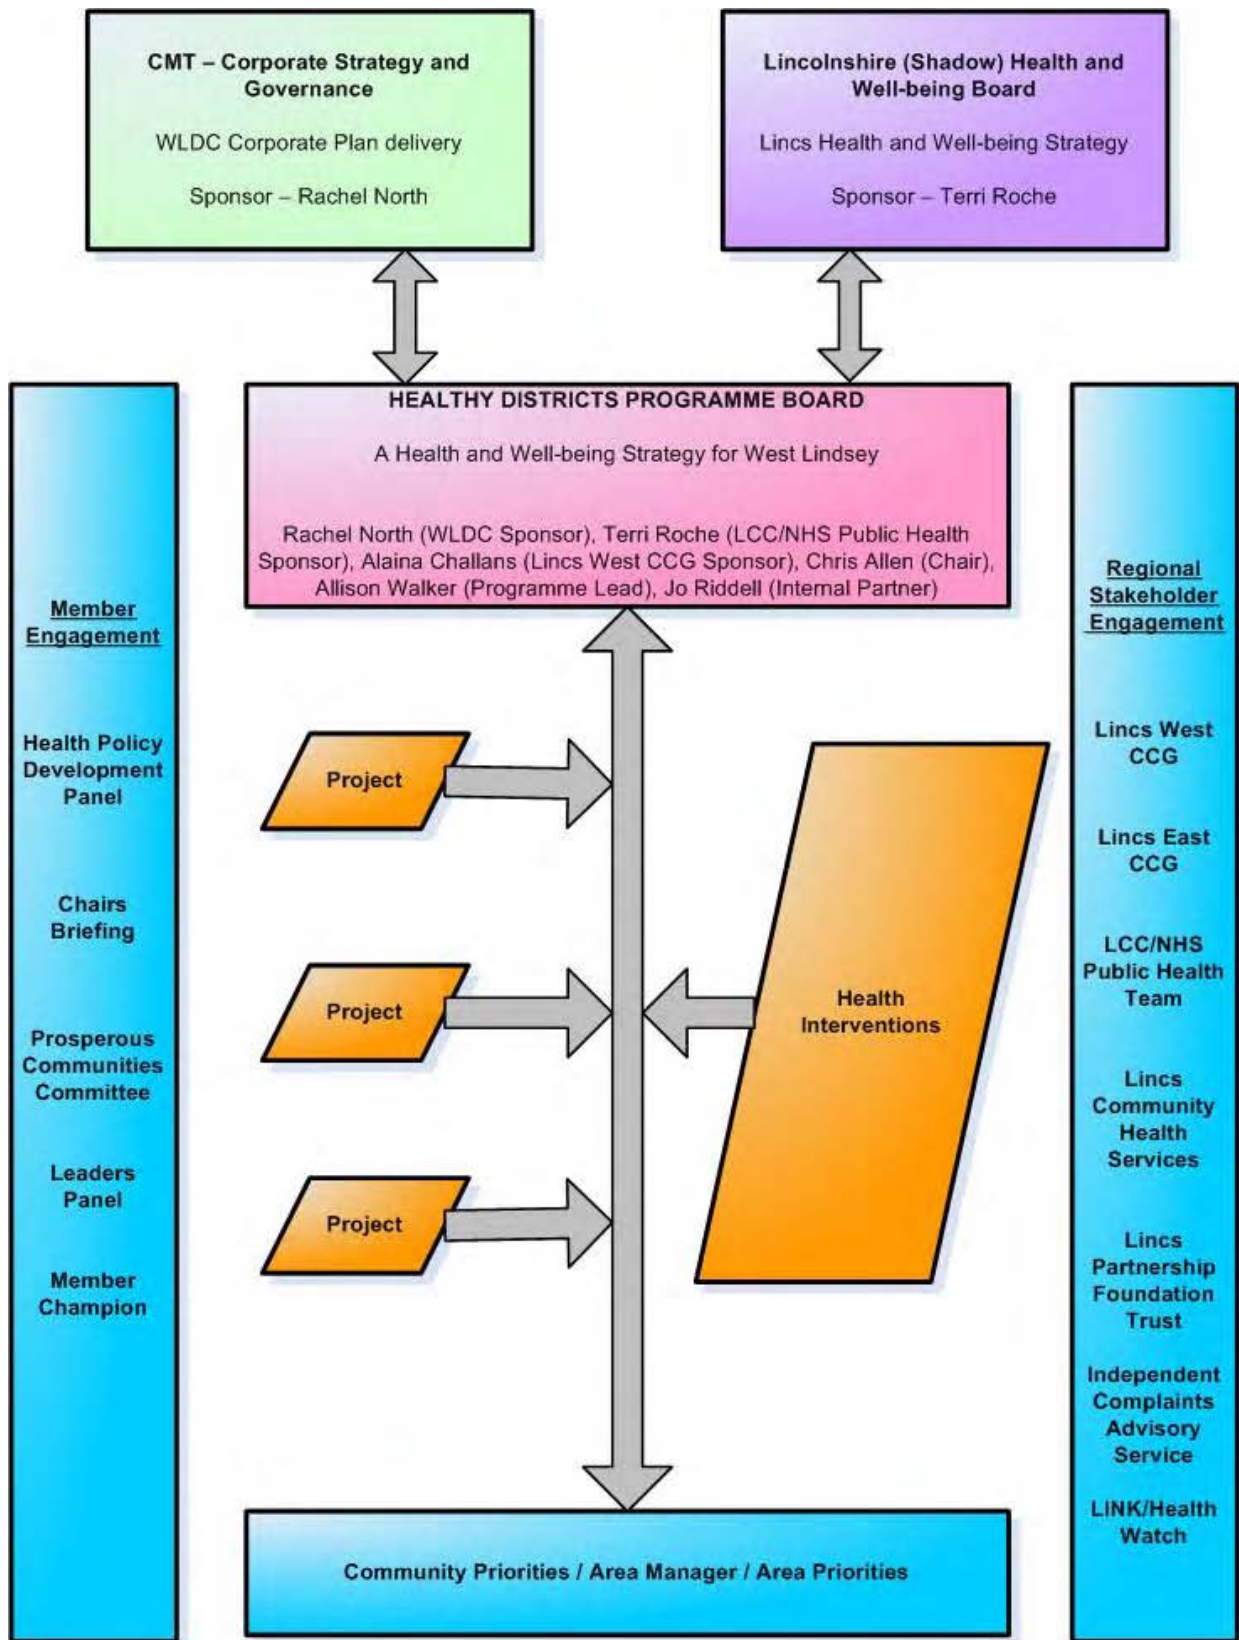 CMT – Corporate Strategy and
Governance
WLDC Corporate Plan delivery
Sponsor – Rachel North
Lincolnshire (Shadow) Health and
Well-being Board
Lincs Health and Well-being Strategy
Sponsor – Terri Roche
HEALTHY DISTRICTS PROGRAMME BOARD
A Health and Well-being Strategy for West Lindsey
Rachel North (WLDC Sponsor), Terri Roche (LCC/NHS Public Health
Sponsor), Alaina Challans (Lincs West CCG Sponsor), Chris Allen (Chair),
Allison Walker (Programme Lead), Jo Riddell (Internal Partner)
Member
Engagement
Health Policy
Development
Panel
Chairs
Briefing
Prosperous
Communities
Committee
Leaders
Panel
Member
Champion
Project
Project
Project
Health
Interventions
Regional
Stakeholder
Engagement
Lincs West
CCG
Lincs East
CCG
LCC/NHS
Public Health
Team
Lincs
Community
Health
Services
Lincs
Partnership
Foundation
Trust
Independent
Complaints
Advisory
Service
LINK/Health
Watch
Community Priorities / Area Manager / Area Priorities